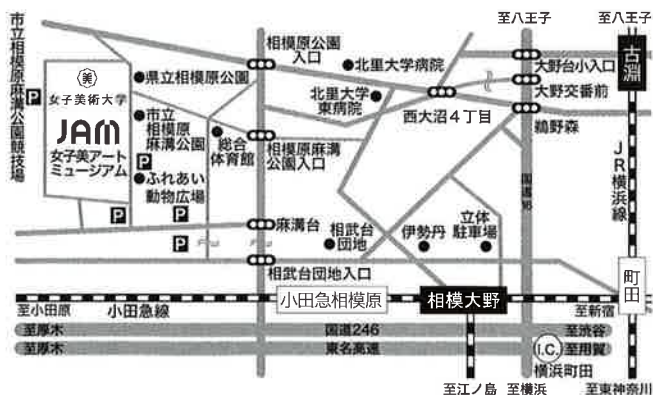 至八王子
至八王子
市立相模原麻溝公園競技場
P
美
女子美術大学
JAM
女子美アート
ミュージアム
県立相模原公園
市立
相模原
麻溝公園
P
ふれあい
動物広場
P
P
P
総合
体育館
相模原公園
入口
北里大学病院
北里大学
東病院
相模原麻溝
公園入口
西大沼4丁目
大野台小入口
大野交番前
鵜野森
古淵
JR横浜線
国道16
麻溝台
相武台
団地
伊勢丹
立体
駐車場
相武台団地入口
町田
小田急相模原
相模大野
至小田原
小田急線
至新宿
至厚木
国道246
至渋谷
至厚木
東名高速
I.C.
至用賀
横浜町田
至江ノ島
至横浜
至東神奈川